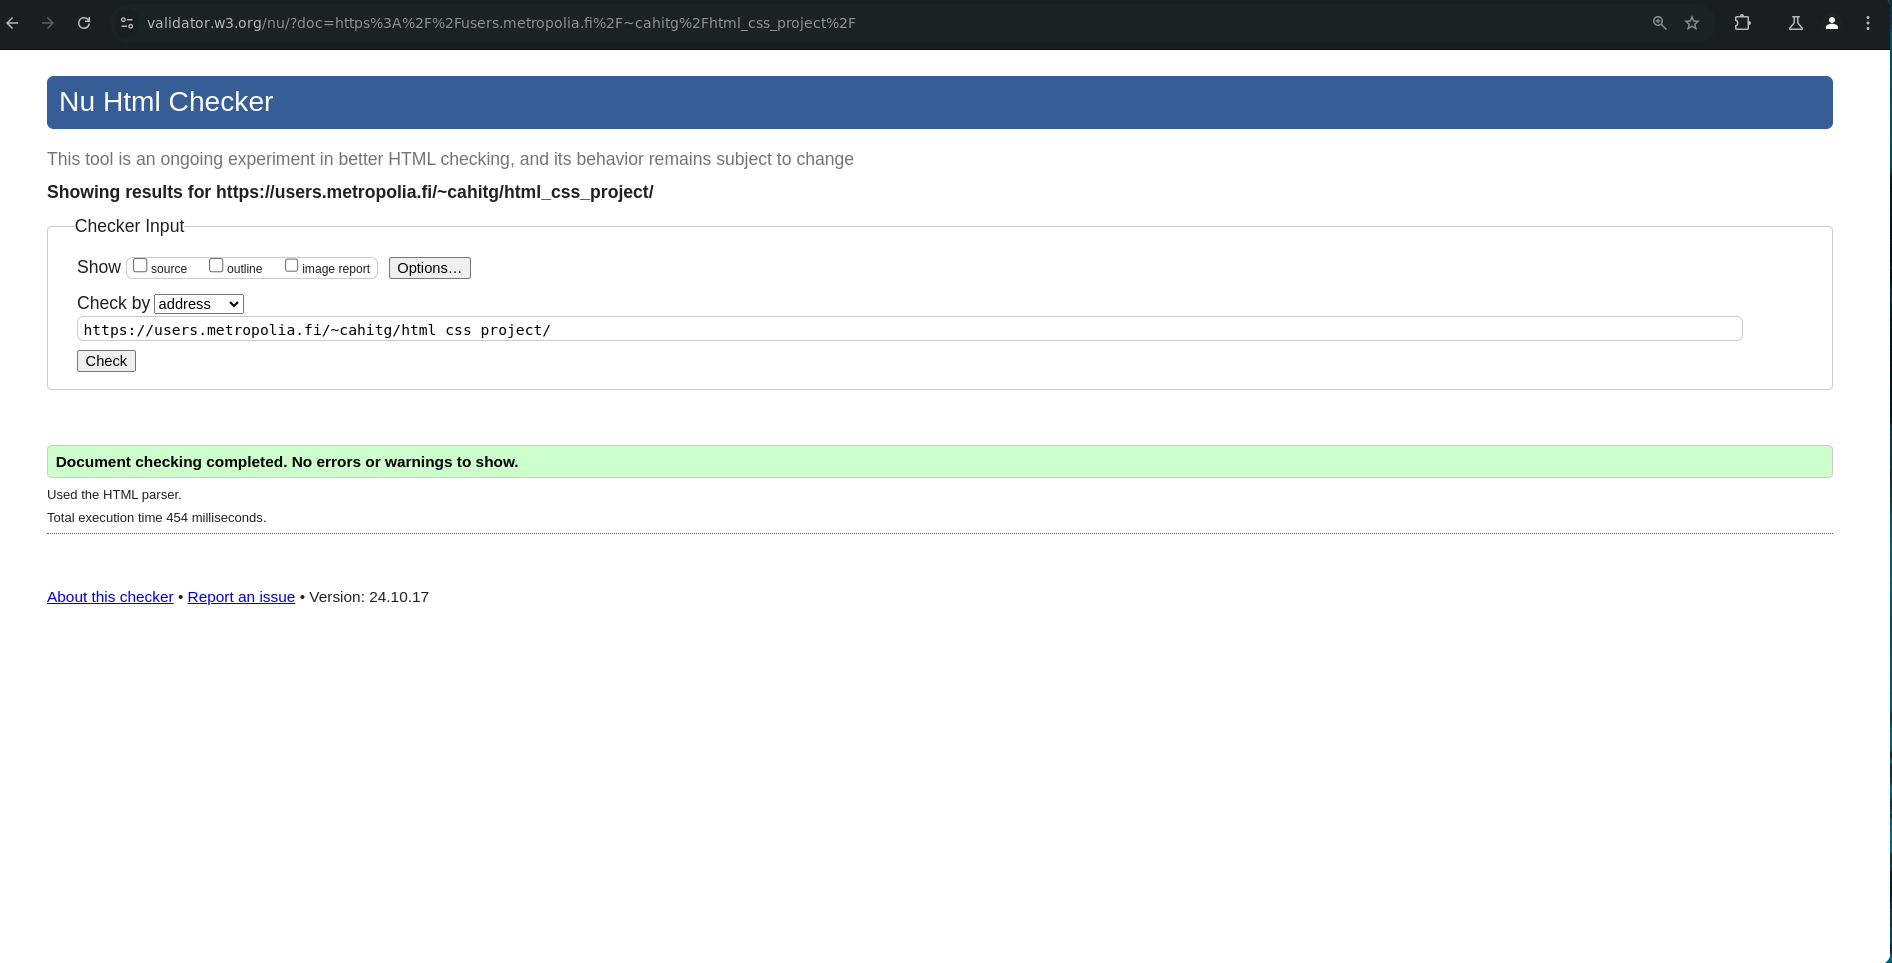 validator.w3.org/nu/?doc=https%3A%2F%2Fusers.metropolia.fi%2F~cahitg%2Fhtml_css_project%2F
Nu Html Checker
This tool is an ongoing experiment in better HTML checking, and its behavior remains subject to change
Showing results for https://users.metropolia.fi/~cahitg/html_css_project/
Checker Input
Show source outline image report Options…
Check by address
https://users.metropolia.fi/~cahitg/html css project/
Check
Document checking completed. No errors or warnings to show.
Used the HTML parser.
Total execution time 454 milliseconds.
About this checker • Report an issue • Version: 24.10.17